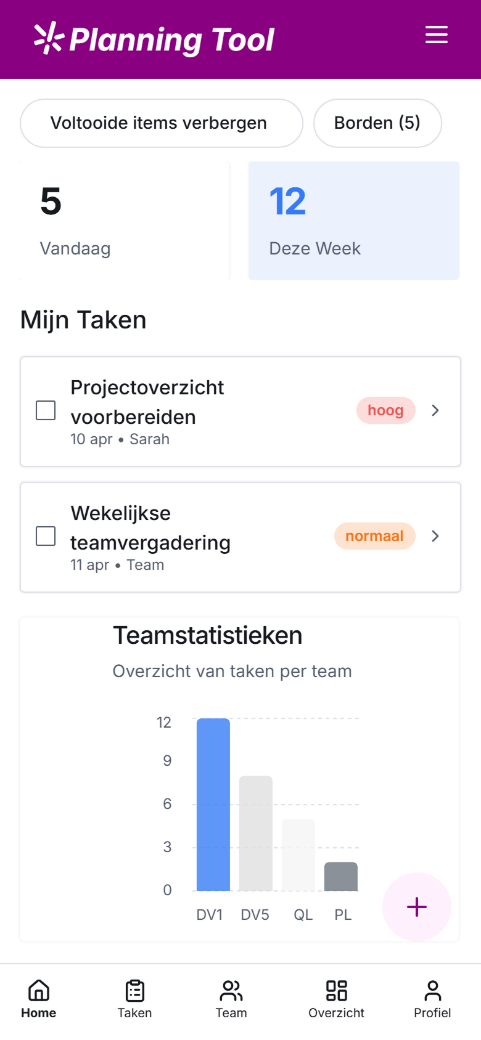 Planning Tool
Voltooide items verbergen
Borden (5)
5
Vandaag
12
Deze Week
Mijn Taken
Projectoverzicht
voorbereiden
10 apr • Sarah
hoog
Wekelijkse
teamvergadering
11 apr • Team
normaal
Teamstatistieken
Overzicht van taken per team
12
9
6
3
0
DV1 DV5 QL PL
Home Taken Team Overzicht Profiel